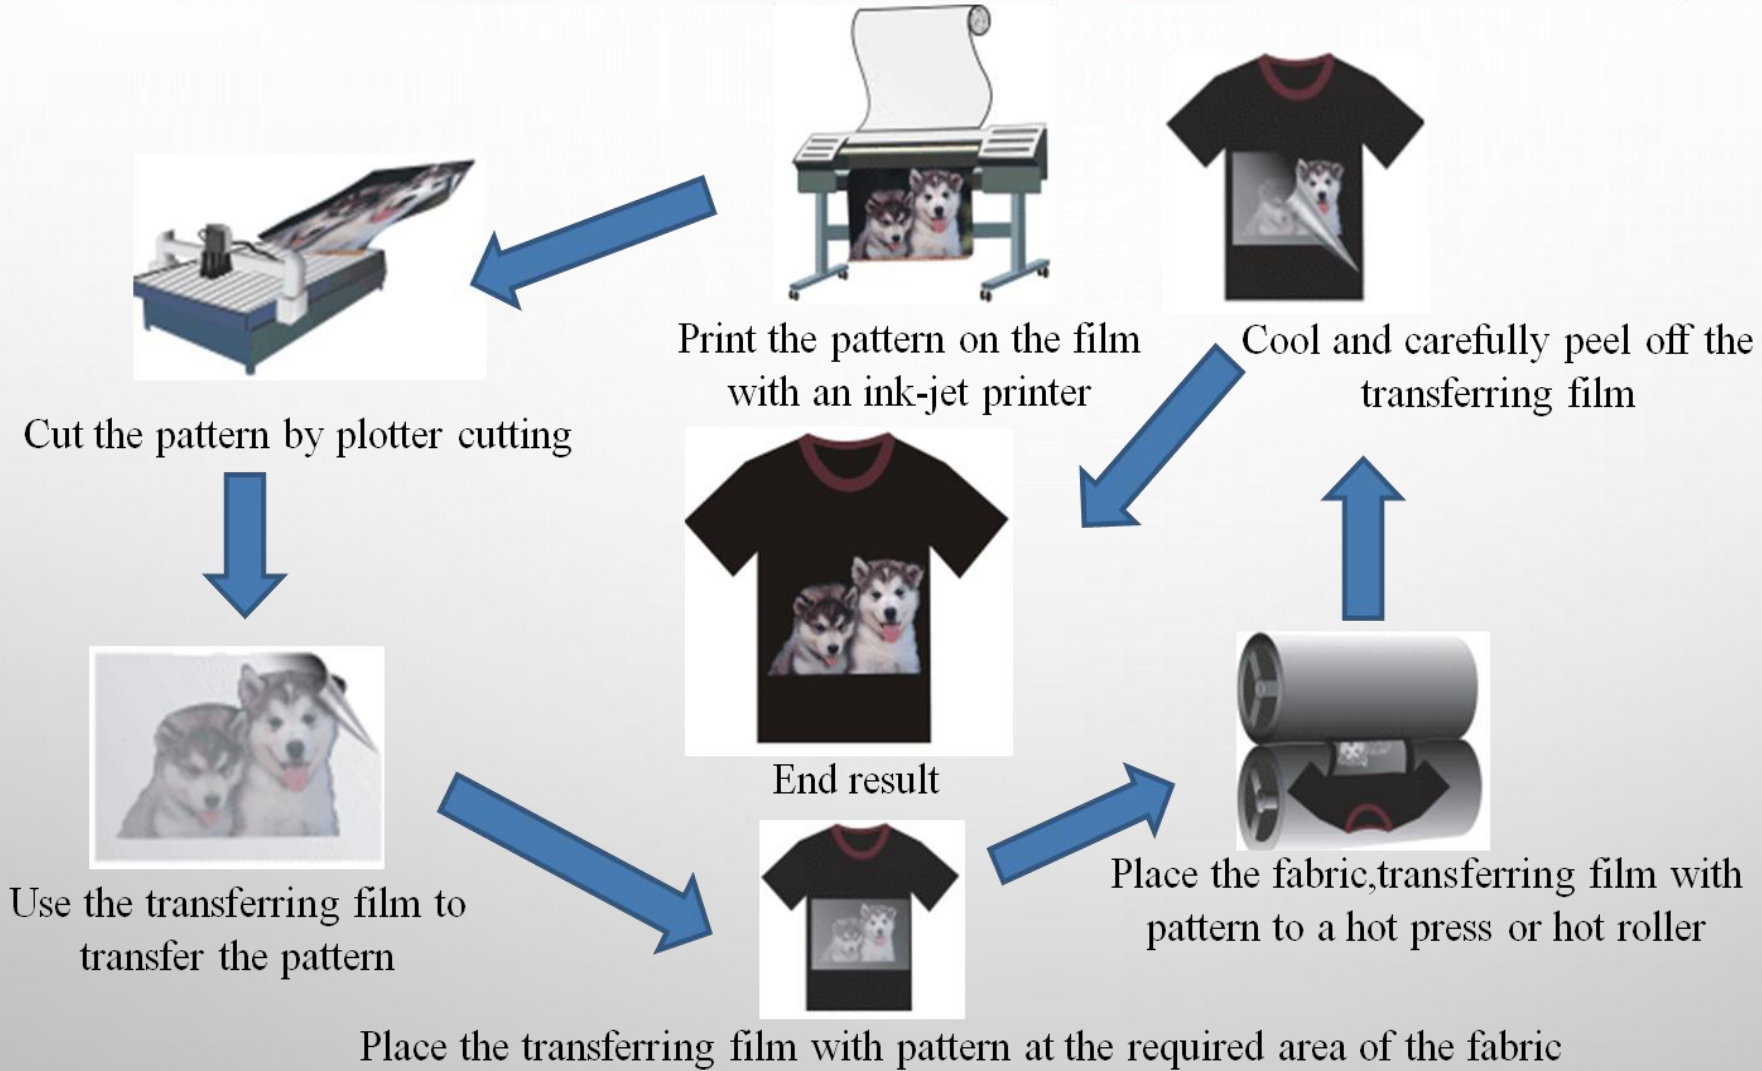 Print the pattern on the film
with an ink-jet printer
Cut the pattern by plotter cutting
Use the transferring film to
transfer the pattern
Place the transferring film with pattern at the required area of the fabric
Place the fabric,transferring film with
pattern to a hot press or hot roller
Cool and carefully peel off the
transferring film
End result